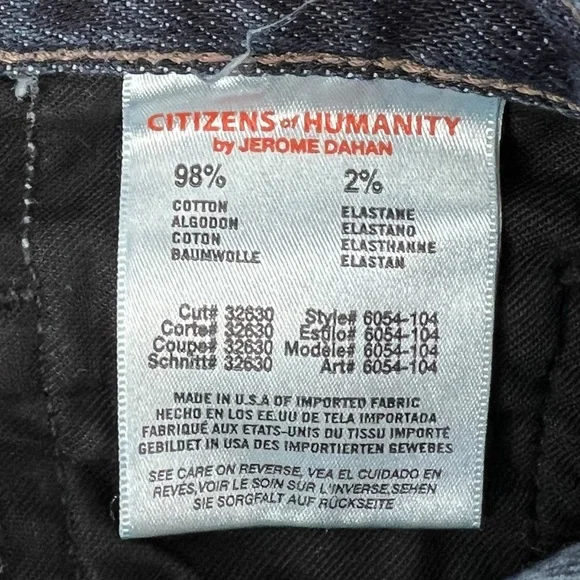 CITIZENS of HUMANITY
by JEROME DAHAN
98% 2%
COTTON ELASTANE
ALGODON ELASTANO
COTON ELASTHANNE
BAUMWOLLE ELASTAN
Cut# 32630 Style# 6054-104
Corte# 32630 Estilo# 6054-104
Coupe# 32630 Modèle# 6054-104
Schnitt# 32630 Art# 6054-104
MADE IN U.S.A OF IMPORTED FABRIC
HECHO EN LOS EE.UU DE TELA IMPORTADA
FABRIQUÉ AUX ETATS-UNIS DU TISSU IMPORTÉ
GEBILDET IN USA DES IMPORTIERTEN GEWEBES
SEE CARE ON REVERSE, VEA EL CUIDADO EN
REVÉS, VOIR LE SOIN SUR L'INVERSE, SEHEN
SIE SORGFALT AUF RÜCKSEITE